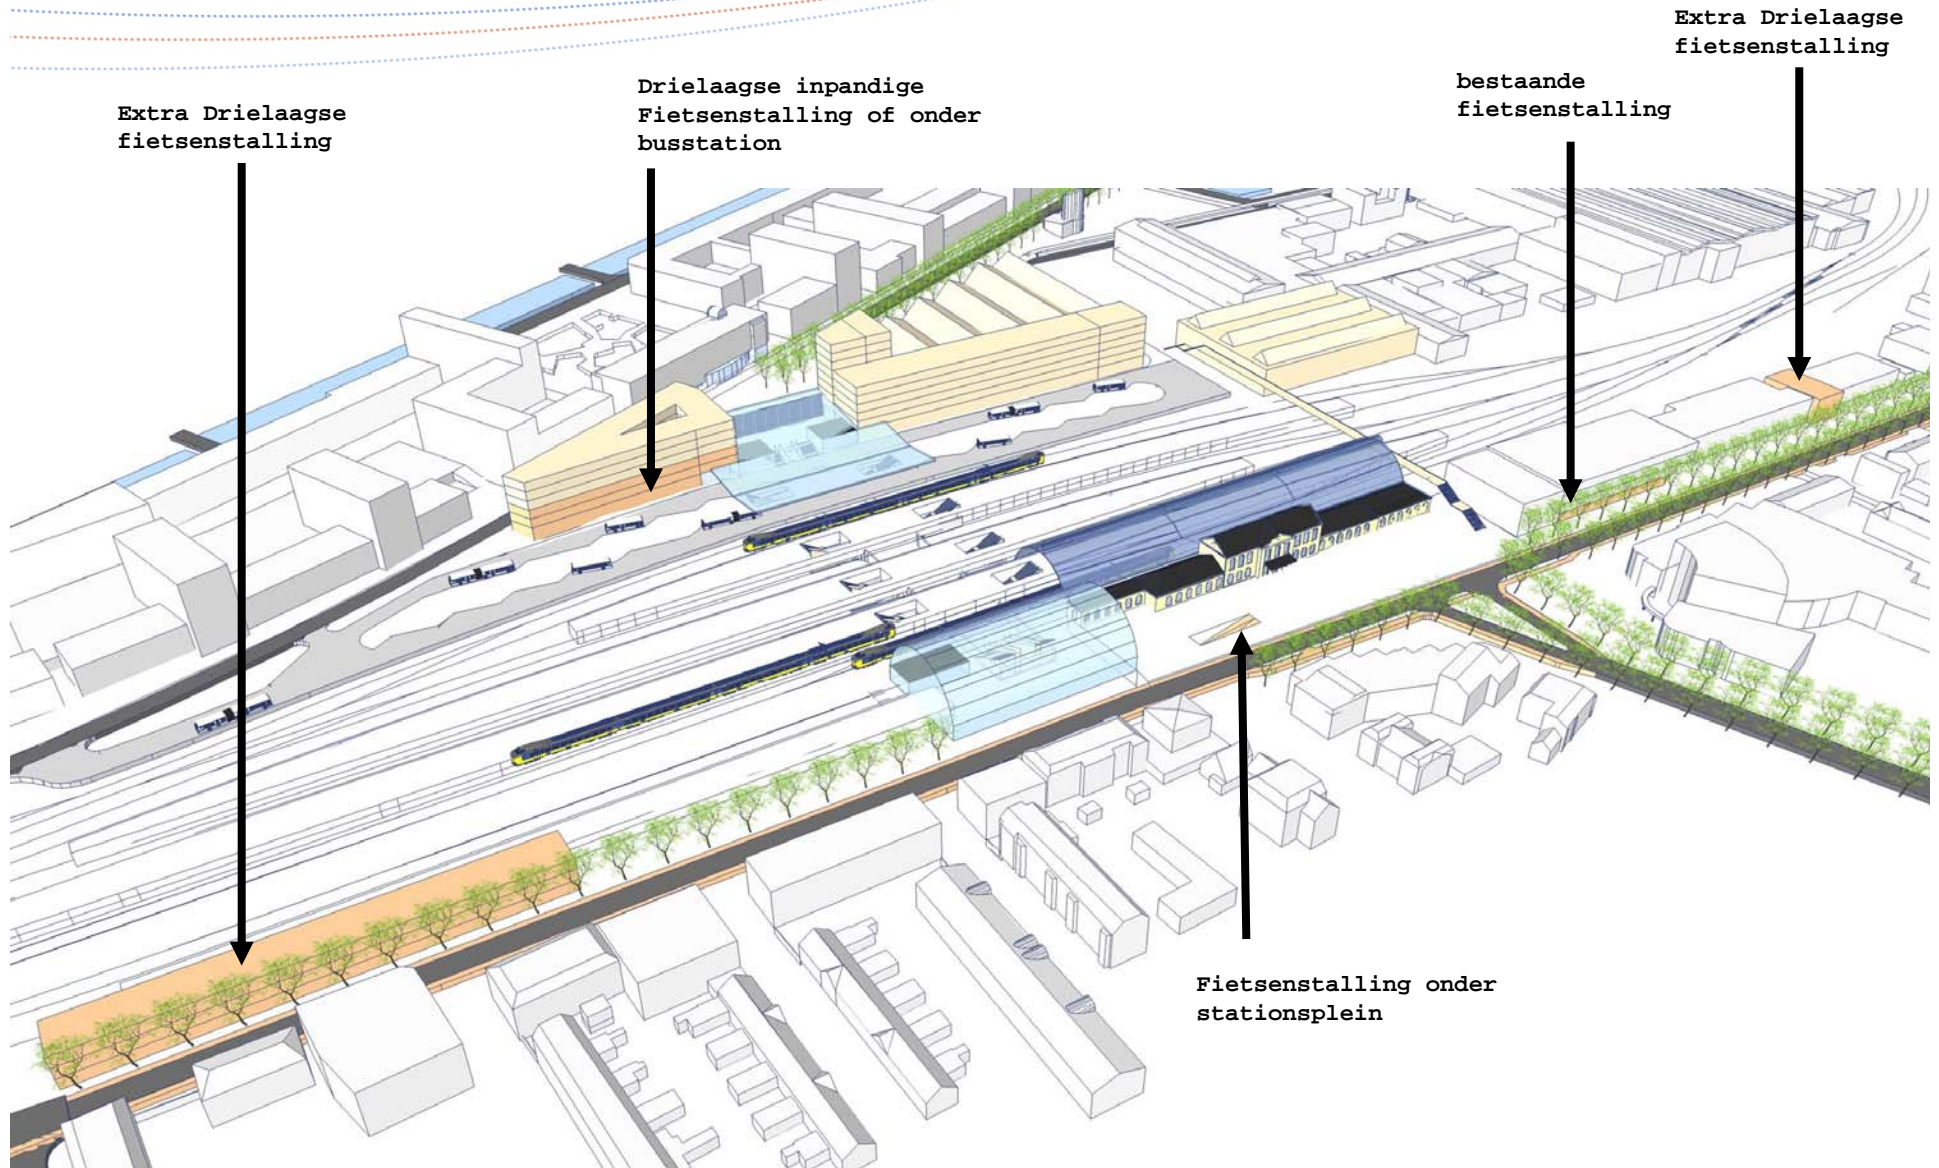 Extra Drielaagse
fietsenstalling
Drielaagse inpandige
Fietsenstalling of onder
busstation
bestaande
fietsenstalling
Extra Drielaagse
fietsenstalling
Fietsenstalling onder
stationsplein